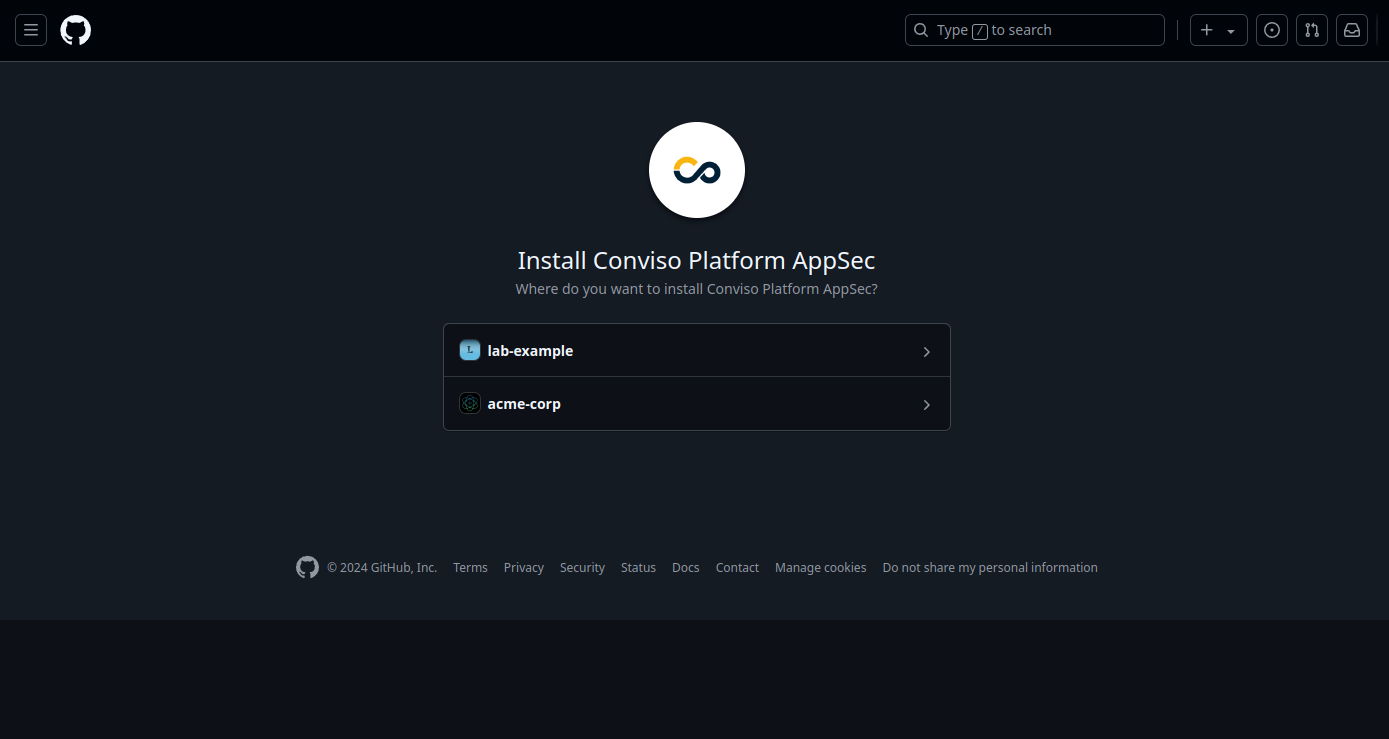 Type / to search
Install Conviso Platform AppSec
Where do you want to install Conviso Platform AppSec?
L lab-example
acme-corp
© 2024 GitHub, Inc. Terms Privacy Security Status Docs Contact Manage cookies Do not share my personal information